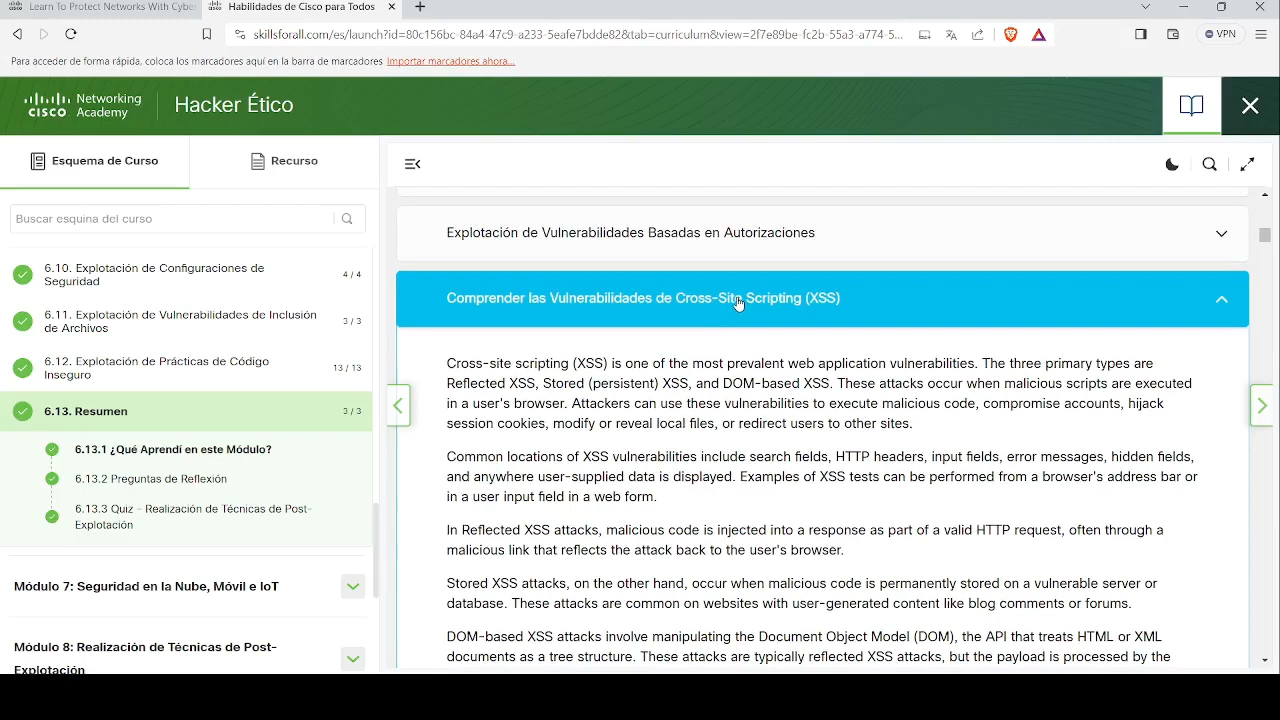 Learn To Protect Networks With Cybe
Habilidades de Cisco para Todos
skillsforall.com/es/launch?id=80c156bc-84a4-47c9-a233-5eafe7bdde82&tab=curriculum&view=2f7e89be-fc2b-55a3-a774-5...
VPN
Para acceder de forma rápida, coloca los marcadores aquí en la barra de marcadores Importar marcadores ahora...
Networking
CISCO Academy
Hacker Ético
Esquema de Curso
Recurso
Buscar esquina del curso
6.10. Explotación de Configuraciones de
Seguridad
4 / 4
6.11. Explotación de Vulnerabilidades de Inclusión
de Archivos
3 / 3
6.12. Explotación de Prácticas de Código
Inseguro
13 / 13
6.13. Resumen
3 / 3
6.13.1 ¿Qué Aprendí en este Módulo?
6.13.2 Preguntas de Reflexión
6.13.3 Quiz - Realización de Técnicas de Post-
Explotación
Módulo 7: Seguridad en la Nube, Móvil e IoT
Módulo 8: Realización de Técnicas de Post-
Explotación
Explotación de Vulnerabilidades Basadas en Autorizaciones
Comprender las Vulnerabilidades de Cross-Site Scripting (XSS)
Cross-site scripting (XSS) is one of the most prevalent web application vulnerabilities. The three primary types are
Reflected XSS, Stored (persistent) XSS, and DOM-based XSS. These attacks occur when malicious scripts are executed
in a user's browser. Attackers can use these vulnerabilities to execute malicious code, compromise accounts, hijack
session cookies, modify or reveal local files, or redirect users to other sites.
Common locations of XSS vulnerabilities include search fields, HTTP headers, input fields, error messages, hidden fields,
and anywhere user-supplied data is displayed. Examples of XSS tests can be performed from a browser's address bar or
in a user input field in a web form.
In Reflected XSS attacks, malicious code is injected into a response as part of a valid HTTP request, often through a
malicious link that reflects the attack back to the user's browser.
Stored XSS attacks, on the other hand, occur when malicious code is permanently stored on a vulnerable server or
database. These attacks are common on websites with user-generated content like blog comments or forums.
DOM-based XSS attacks involve manipulating the Document Object Model (DOM), the API that treats HTML or XML
documents as a tree structure. These attacks are typically reflected XSS attacks, but the payload is processed by the